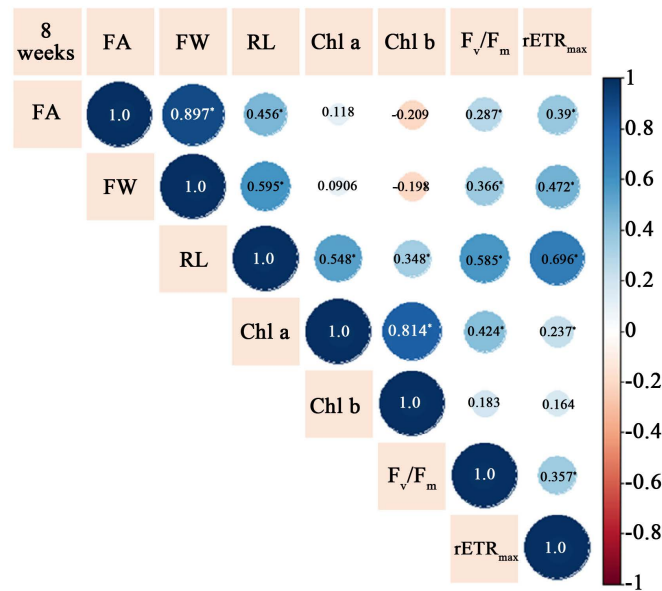 8 weeks FA FW RL Chl a Chl b Fv/Fm rETRmax
FA 1.0 0.897* 0.456* 0.118 -0.209 0.287* 0.39*
FW 1.0 0.595* 0.0906 -0.198 0.366* 0.472*
RL 1.0 0.548* 0.348* 0.585* 0.696*
Chl a 1.0 0.814* 0.424* 0.237*
Chl b 1.0 0.183 0.164
Fv/Fm 1.0 0.357*
rETRmax 1.0
1
0.8
0.6
0.4
0.2
0
-0.2
-0.4
-0.6
-0.8
-1